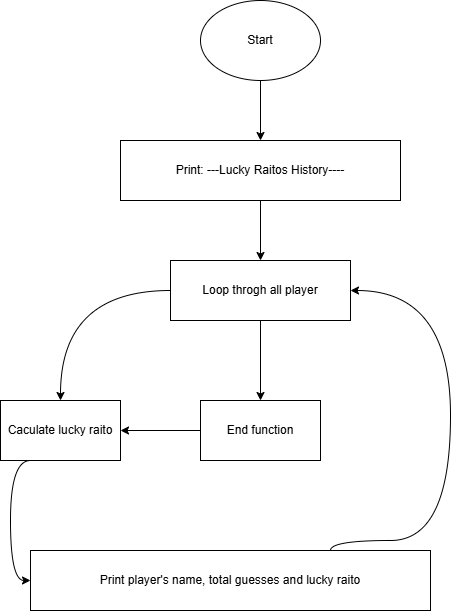 Start
Print: ---Lucky Raitos History----
Loop throgh all player
Caculate lucky raito
End function
Print player's name, total guesses and lucky raito